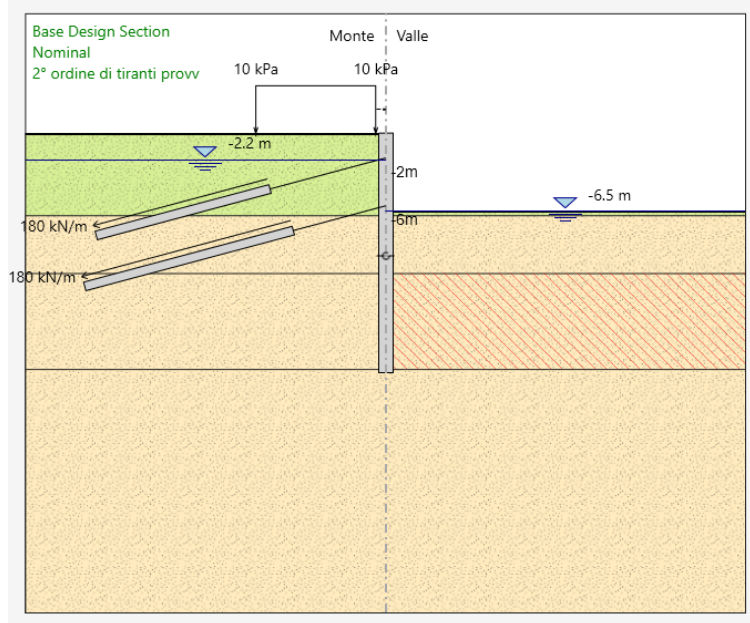 Base Design Section
Nominal
2° ordine di tiranti provv
Monte
Valle
10 kPa
10 kPa
-2.2 m
-2m
-6.5 m
-6m
180 kN/m
180 kN/m